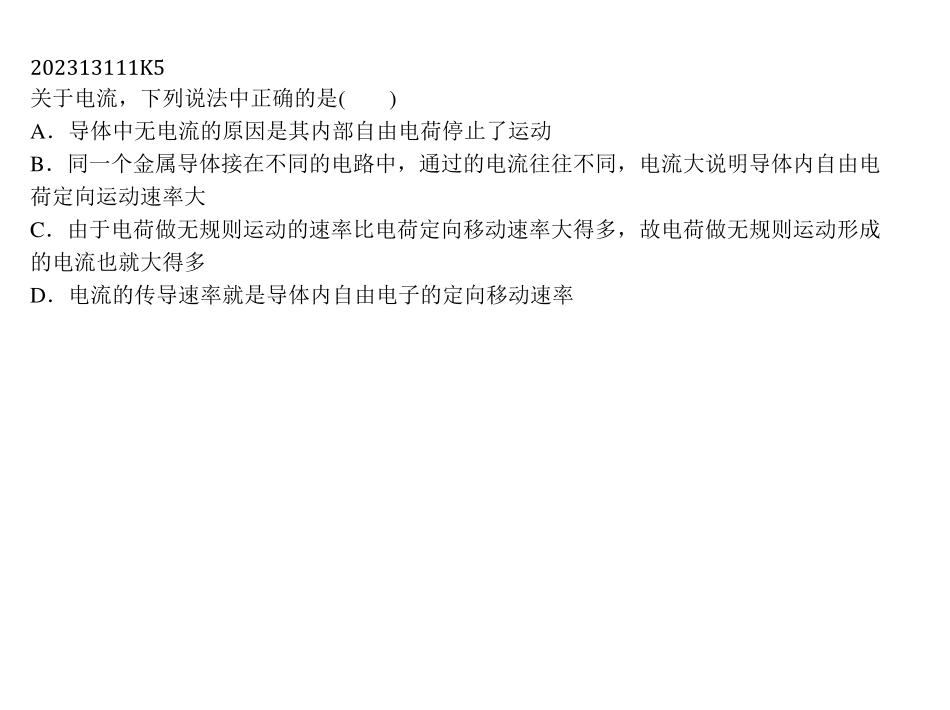 202313111K5
关于电流，下列说法中正确的是(　　)
A．导体中无电流的原因是其内部自由电荷停止了运动
B．同一个金属导体接在不同的电路中，通过的电流往往不同，电流大说明导体内自由电
荷定向运动速率大
C．由于电荷做无规则运动的速率比电荷定向移动速率大得多，故电荷做无规则运动形成
的电流也就大得多
D．电流的传导速率就是导体内自由电子的定向移动速率